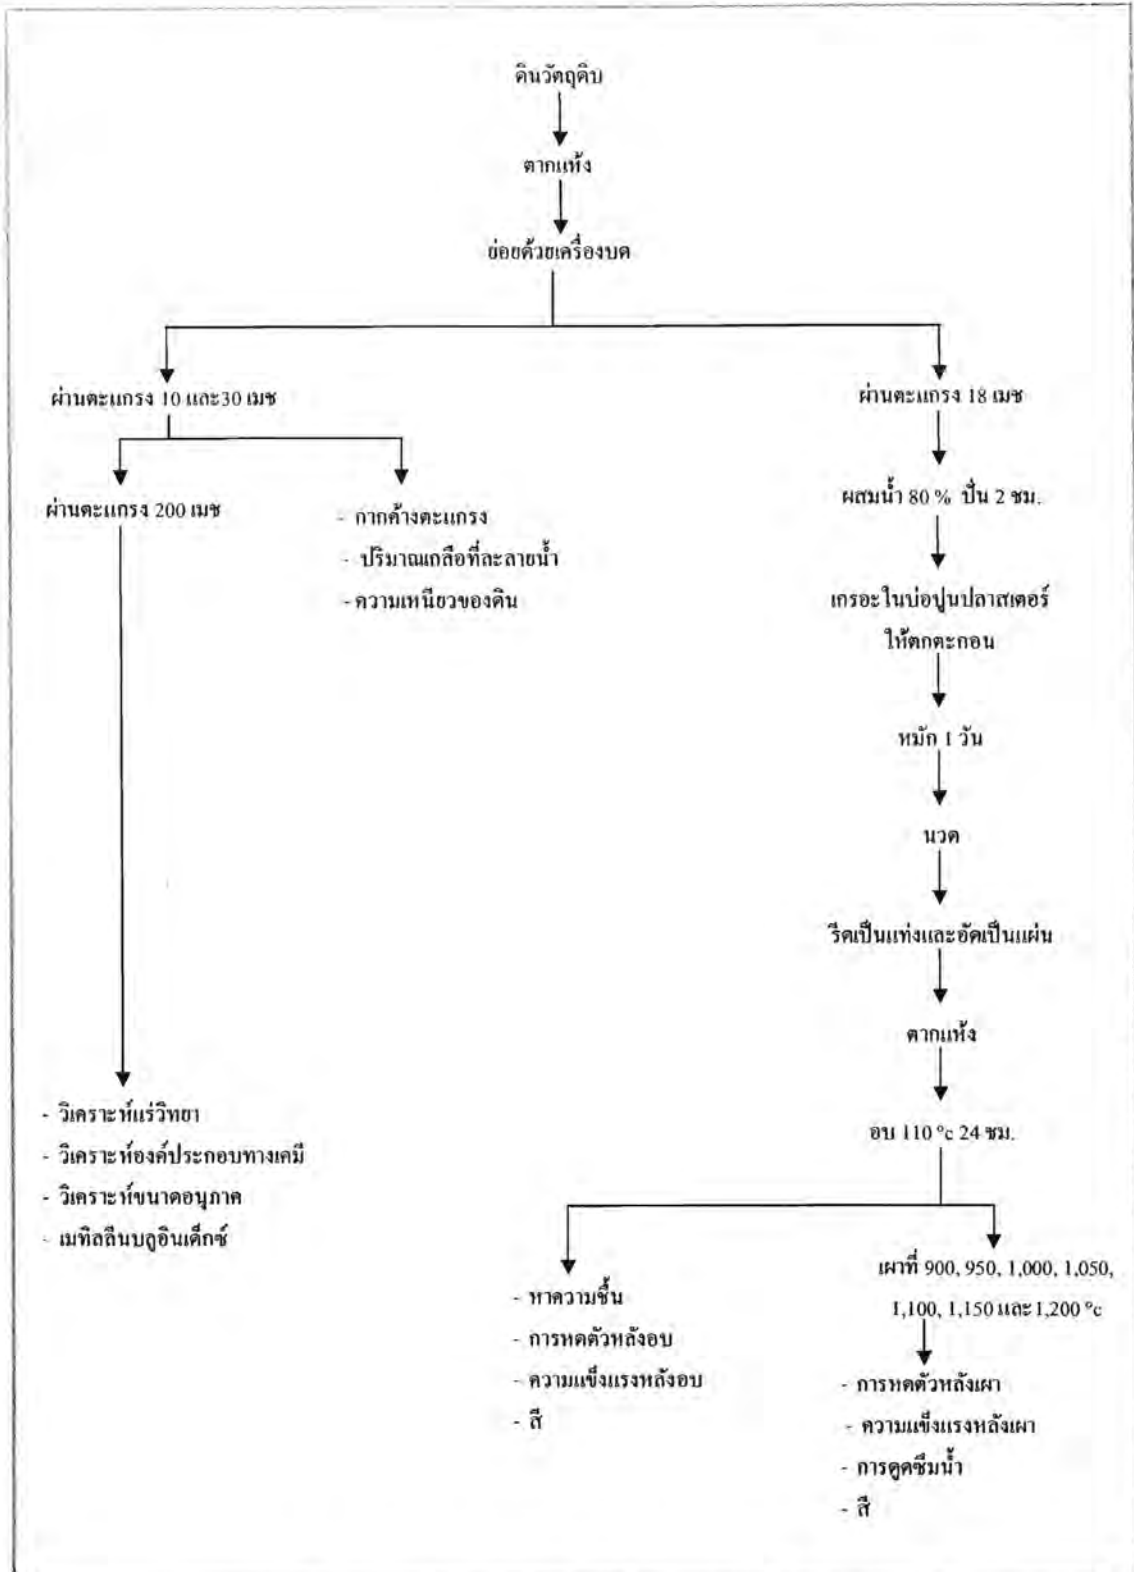 ดินวัตถุดิบ
ตากแห้ง
ย่อยด้วยเครื่องบด
ผ่านตะแกรง 10 และ30 เมช
ผ่านตะแกรง 200 เมช
- กากค้างตะแกรง
- ปริมาณเกลือที่ละลายน้ำ
- ความเหนียวของดิน
- วิเคราะห์แร่วิทยา
- วิเคราะห์องค์ประกอบทางเคมี
- วิเคราะห์ขนาดอนุภาค
- เมทิลลีนบลูอินเด็กซ์
ผ่านตะแกรง 18 เมช
ผสมน้ำ 80 % ปั่น 2 ชม.
เกรอะในบ่อปูนปลาสเตอร์
ให้ตกตะกอน
หมัก 1 วัน
นวด
รีดเป็นแท่งและอัดเป็นแผ่น
ตากแห้ง
อบ 110 °c 24 ชม.
- หาความชื้น
- การหดตัวหลังอบ
- ความแข็งแรงหลังอบ
- สี
เผาที่ 900, 950, 1,000, 1,050,
1,100, 1,150 และ 1,200 °c
- การหดตัวหลังเผา
- ความแข็งแรงหลังเผา
- การดูดซึมน้ำ
- สี